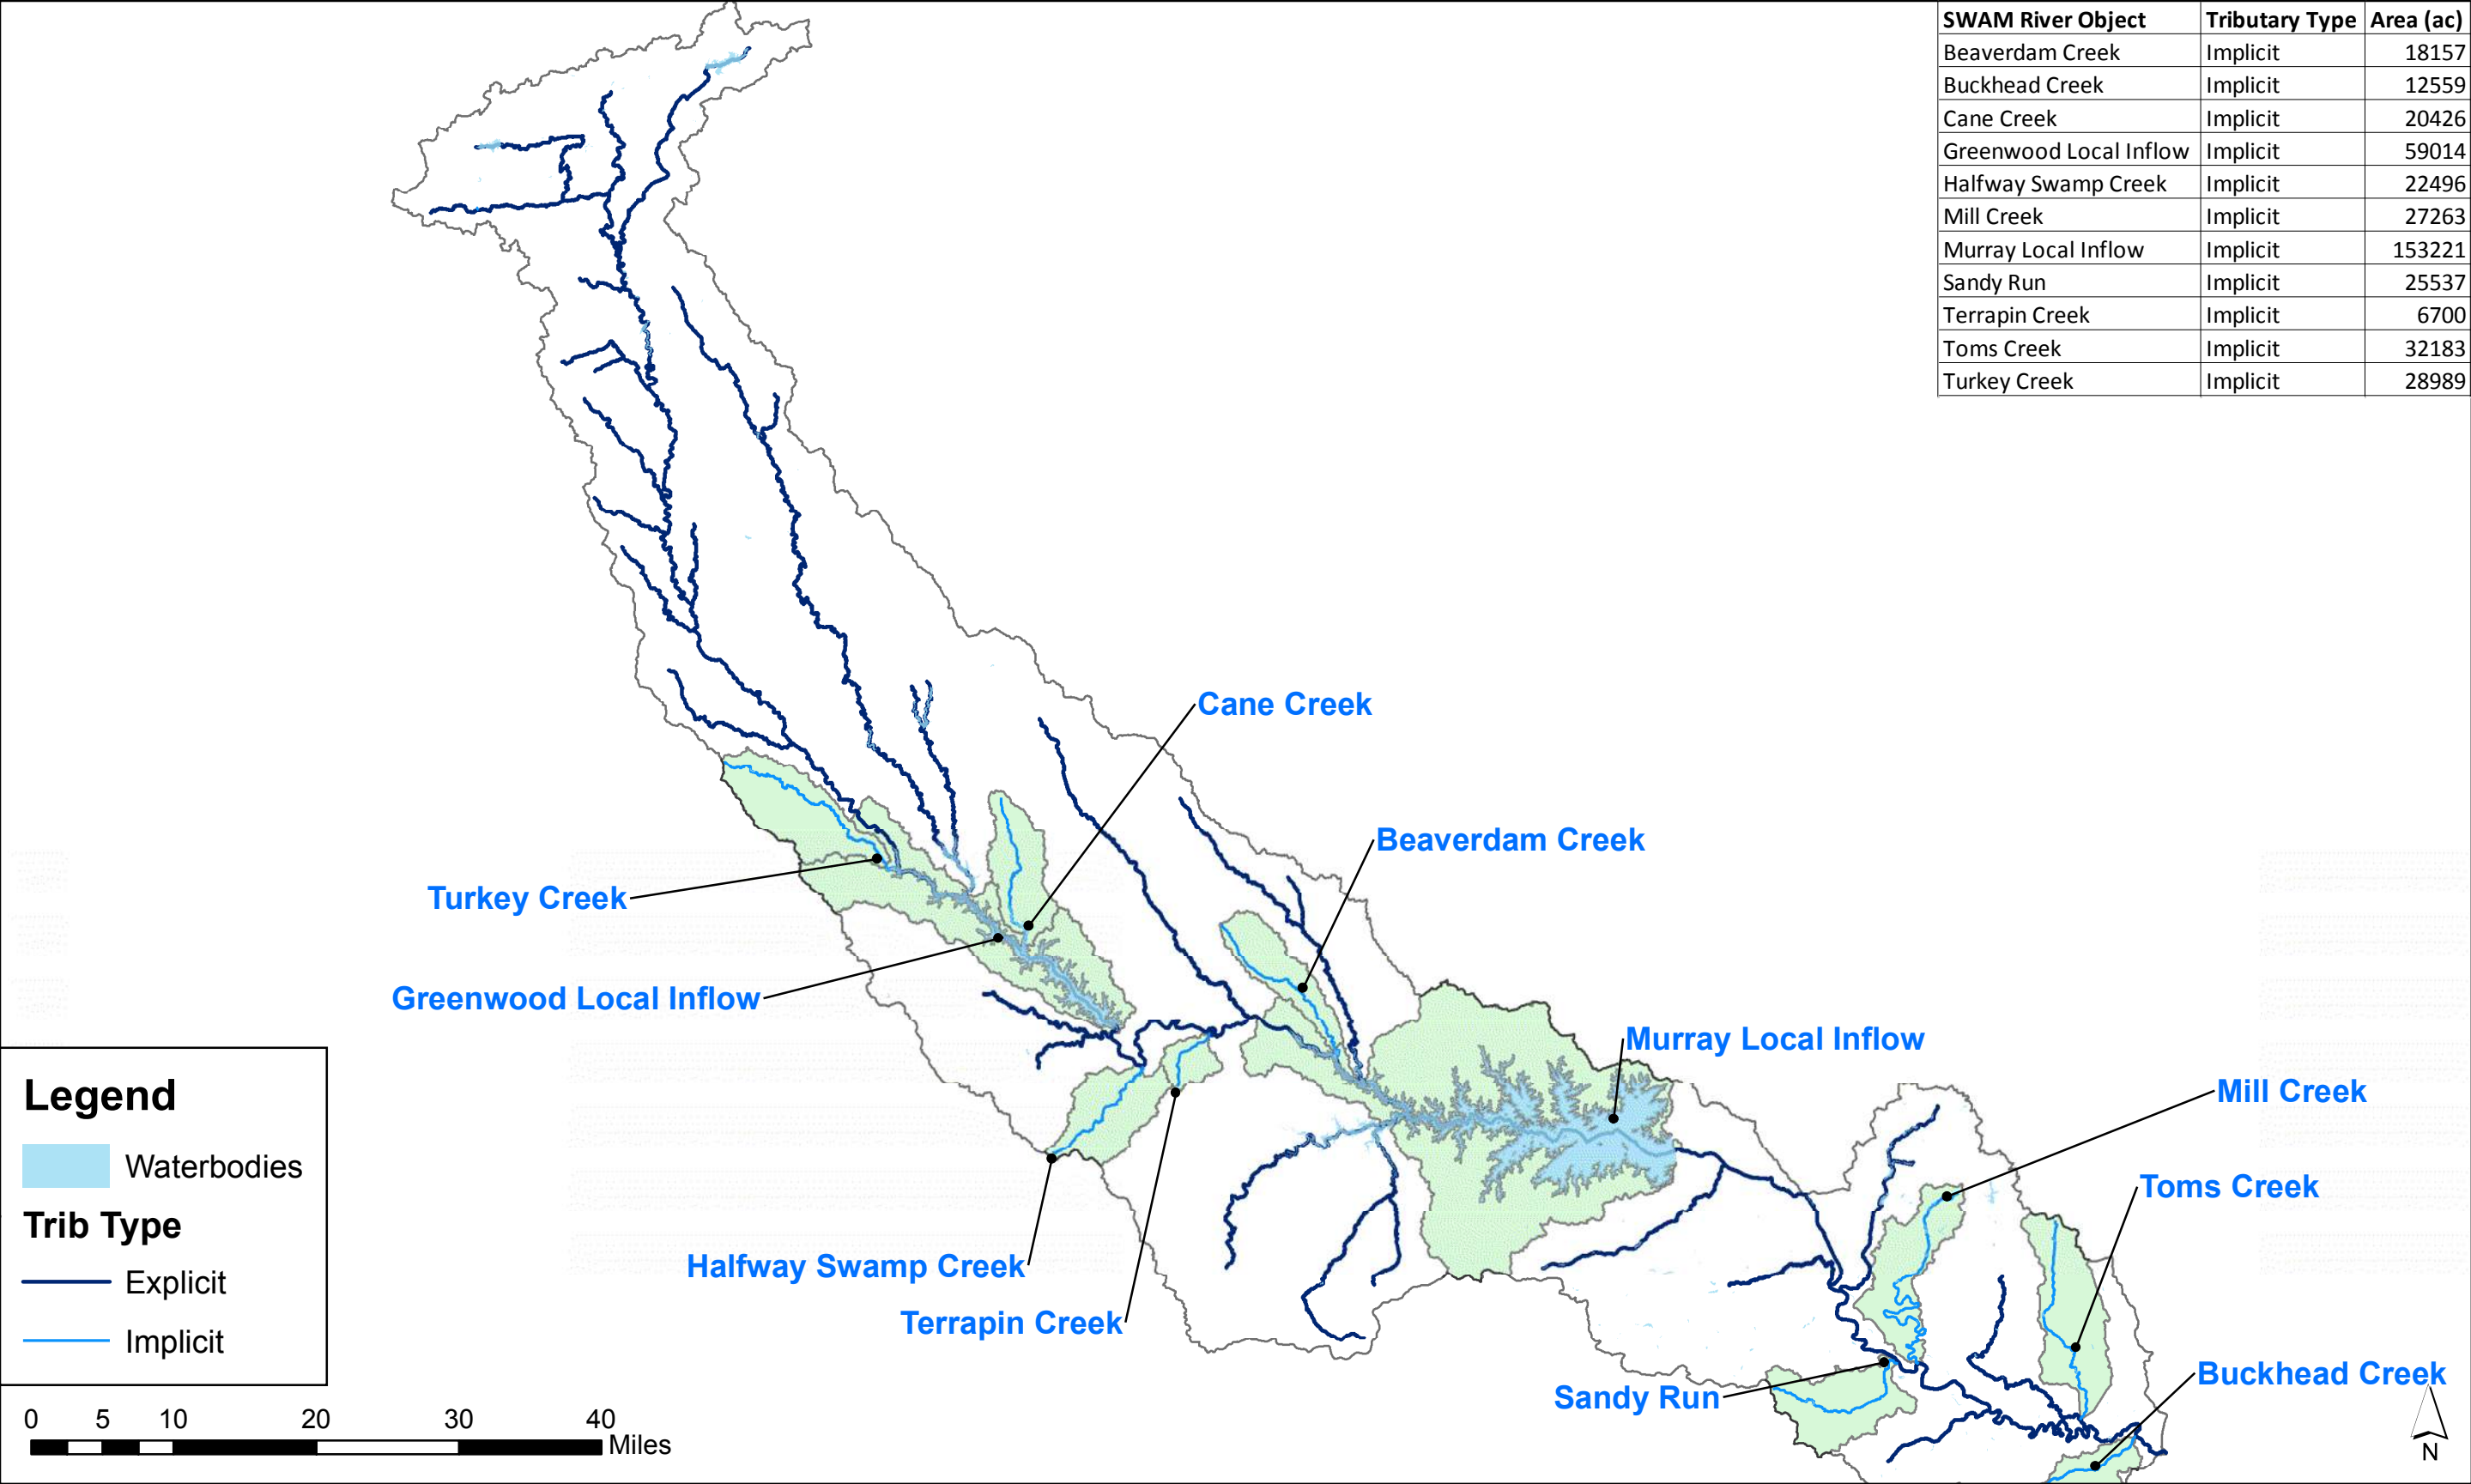 SWAM River Object Tributary Type Area (ac)
Beaverdam Creek Implicit 18157
Buckhead Creek Implicit 12559
Cane Creek Implicit 20426
Greenwood Local Inflow Implicit 59014
Halfway Swamp Creek Implicit 22496
Mill Creek Implicit 27263
Murray Local Inflow Implicit 153221
Sandy Run Implicit 25537
Terrapin Creek Implicit 6700
Toms Creek Implicit 32183
Turkey Creek Implicit 28989
Cane Creek
Beaverdam Creek
Turkey Creek
Greenwood Local Inflow
Murray Local Inflow
Mill Creek
Toms Creek
Halfway Swamp Creek
Terrapin Creek
Buckhead Creek
Sandy Run
Legend
Waterbodies
Trib Type
Explicit
Implicit
0 5 10 20 30 40
Miles
N